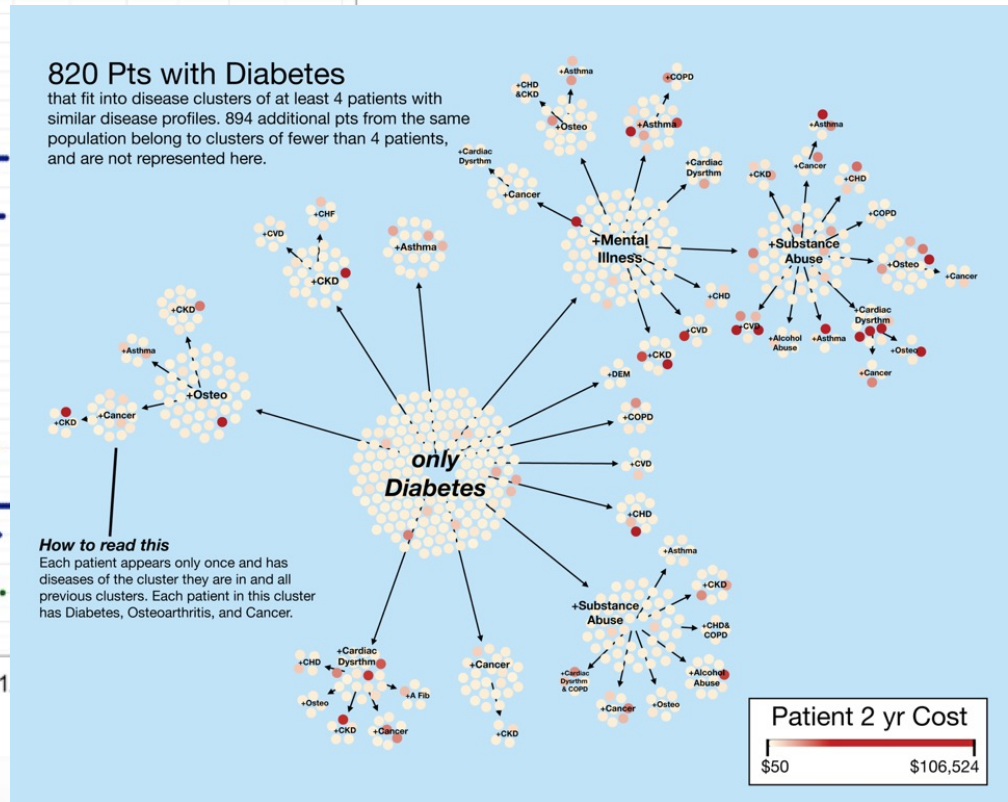 820 Pts with Diabetes
that fit into disease clusters of at least 4 patients with
similar disease profiles. 894 additional pts from the same
population belong to clusters of fewer than 4 patients,
and are not represented here.
+Asthma
+COPD
+CHD
&CKD
+Osteo
+Asthma
+Asthma
+Cardiac
Dysrthm
+Cardiac
Dysrthm
+Cancer
+CKD
+Cancer
+CHD
+COPD
+CHF
+CVD
+Asthma
+CKD
+Mental
Illness
+Substance
Abuse
+Osteo
+Cancer
+CHD
+CVD
+Alcohol
Abuse
+Asthma
+Cardiac
Dysrthm
+Osteo
+Cancer
+CVD
+CKD
+CKD
+Asthma
+Osteo
+Cancer
+CKD
+DEM
+COPD
only
Diabetes
+CVD
+CHD
How to read this
Each patient appears only once and has
diseases of the cluster they are in and all
previous clusters. Each patient in this cluster
has Diabetes, Osteoarthritis, and Cancer.
+Asthma
+CKD
+Substance
Abuse
+CHD&
COPD
+Alcohol
Abuse
+Cardiac
Dysrthm
& COPD
+Cancer
+Osteo
+Cardiac
Dysrthm
+CHD
+A Fib
+Osteo
+CKD
+Cancer
+Cancer
+CKD
Patient 2 yr Cost
$50
$106,524
1